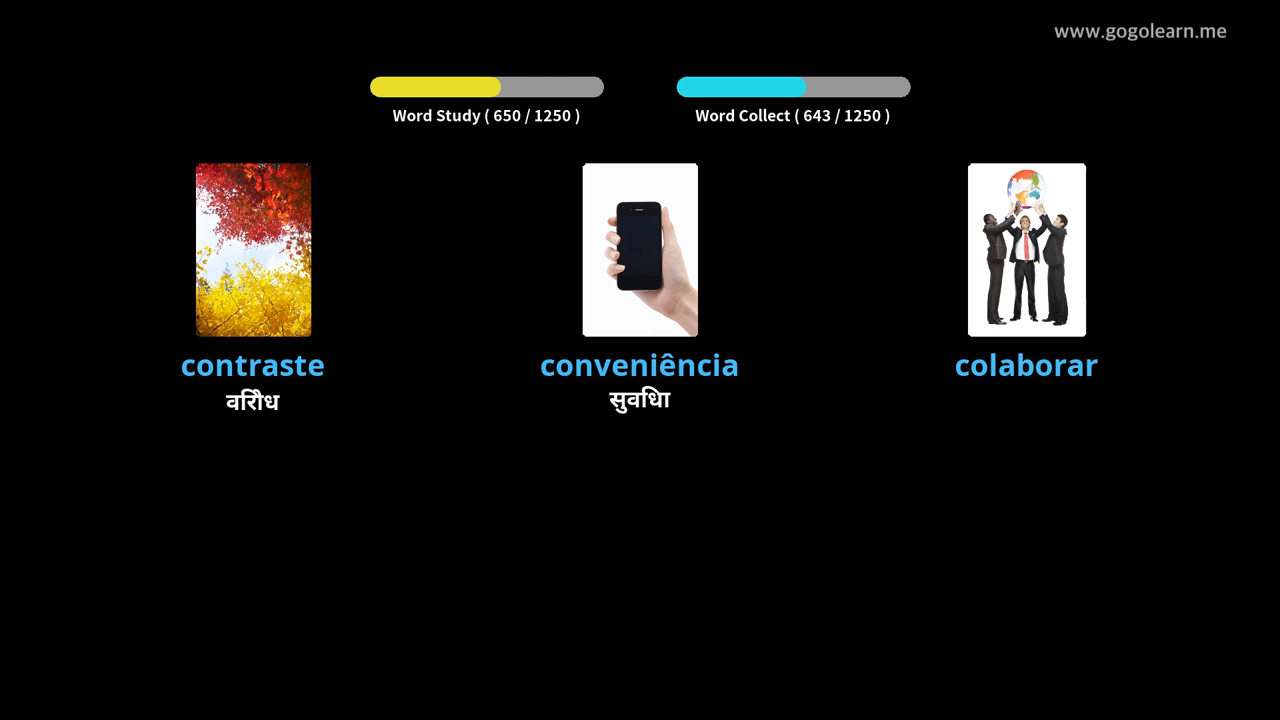 www.gogolearn.me
Word Study ( 650 / 1250 )
Word Collect ( 643 / 1250 )
contraste
conveniência
colaborar
विरोध
सुविधा